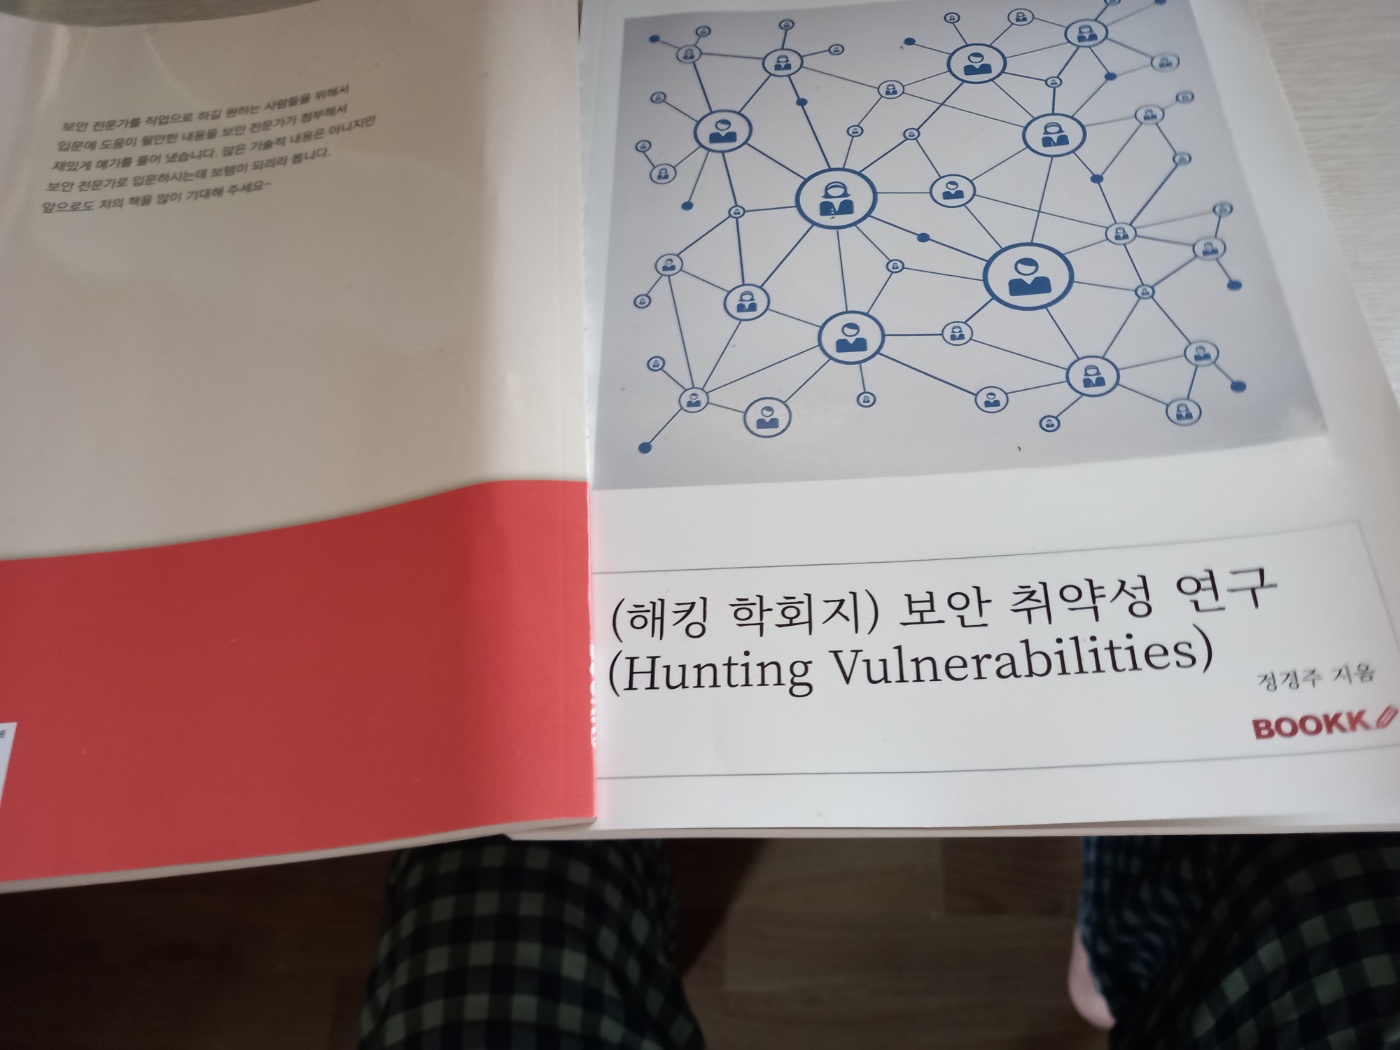 보안 전문가를 직업으로 하길 원하는 사람들을 위해서
입문에 도움이 될만한 내용을 보안 전문가가 첨부해서
재밌게 얘기를 풀어 냈습니다. 많은 기술적 내용은 아니지만
보안 전문가로 입문하시는데 보탬이 되리라 봅니다.
앞으로도 저의 책을 많이 기대해 주세요~
(해킹 학회지) 보안 취약성 연구
(Hunting Vulnerabilities)
정경주 지음
BOOKK